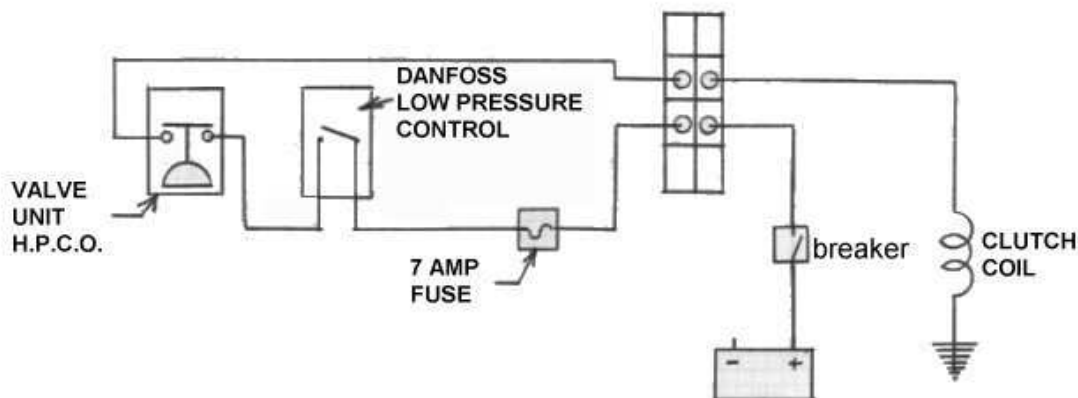 DANFOSS
LOW PRESSURE
CONTROL
VALVE
UNIT
H.P.C.O.
7 AMP
FUSE
breaker
CLUTCH
COIL
- +